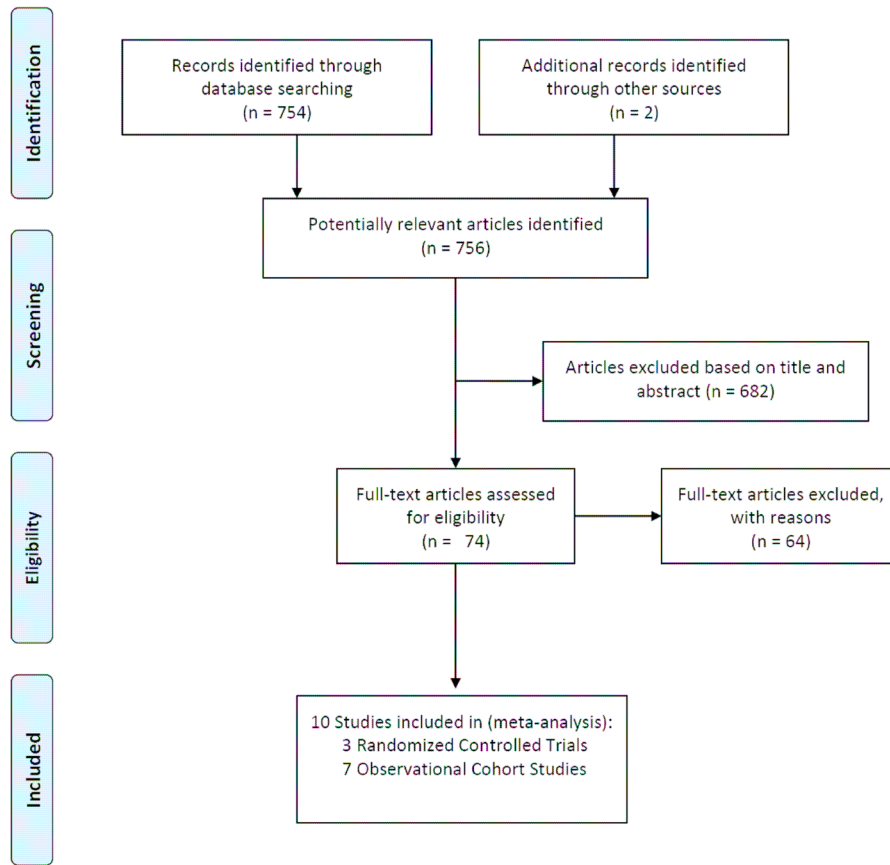 Identification
Records identified through
database searching
(n = 754)
Additional records identified
through other sources
(n = 2)
Potentially relevant articles identified
(n = 756)
Screening
Articles excluded based on title and
abstract (n = 682)
Eligibility
Full-text articles assessed
for eligibility
(n = 74)
Full-text articles excluded,
with reasons
(n = 64)
Included
10 Studies included in (meta-analysis):
3 Randomized Controlled Trials
7 Observational Cohort Studies